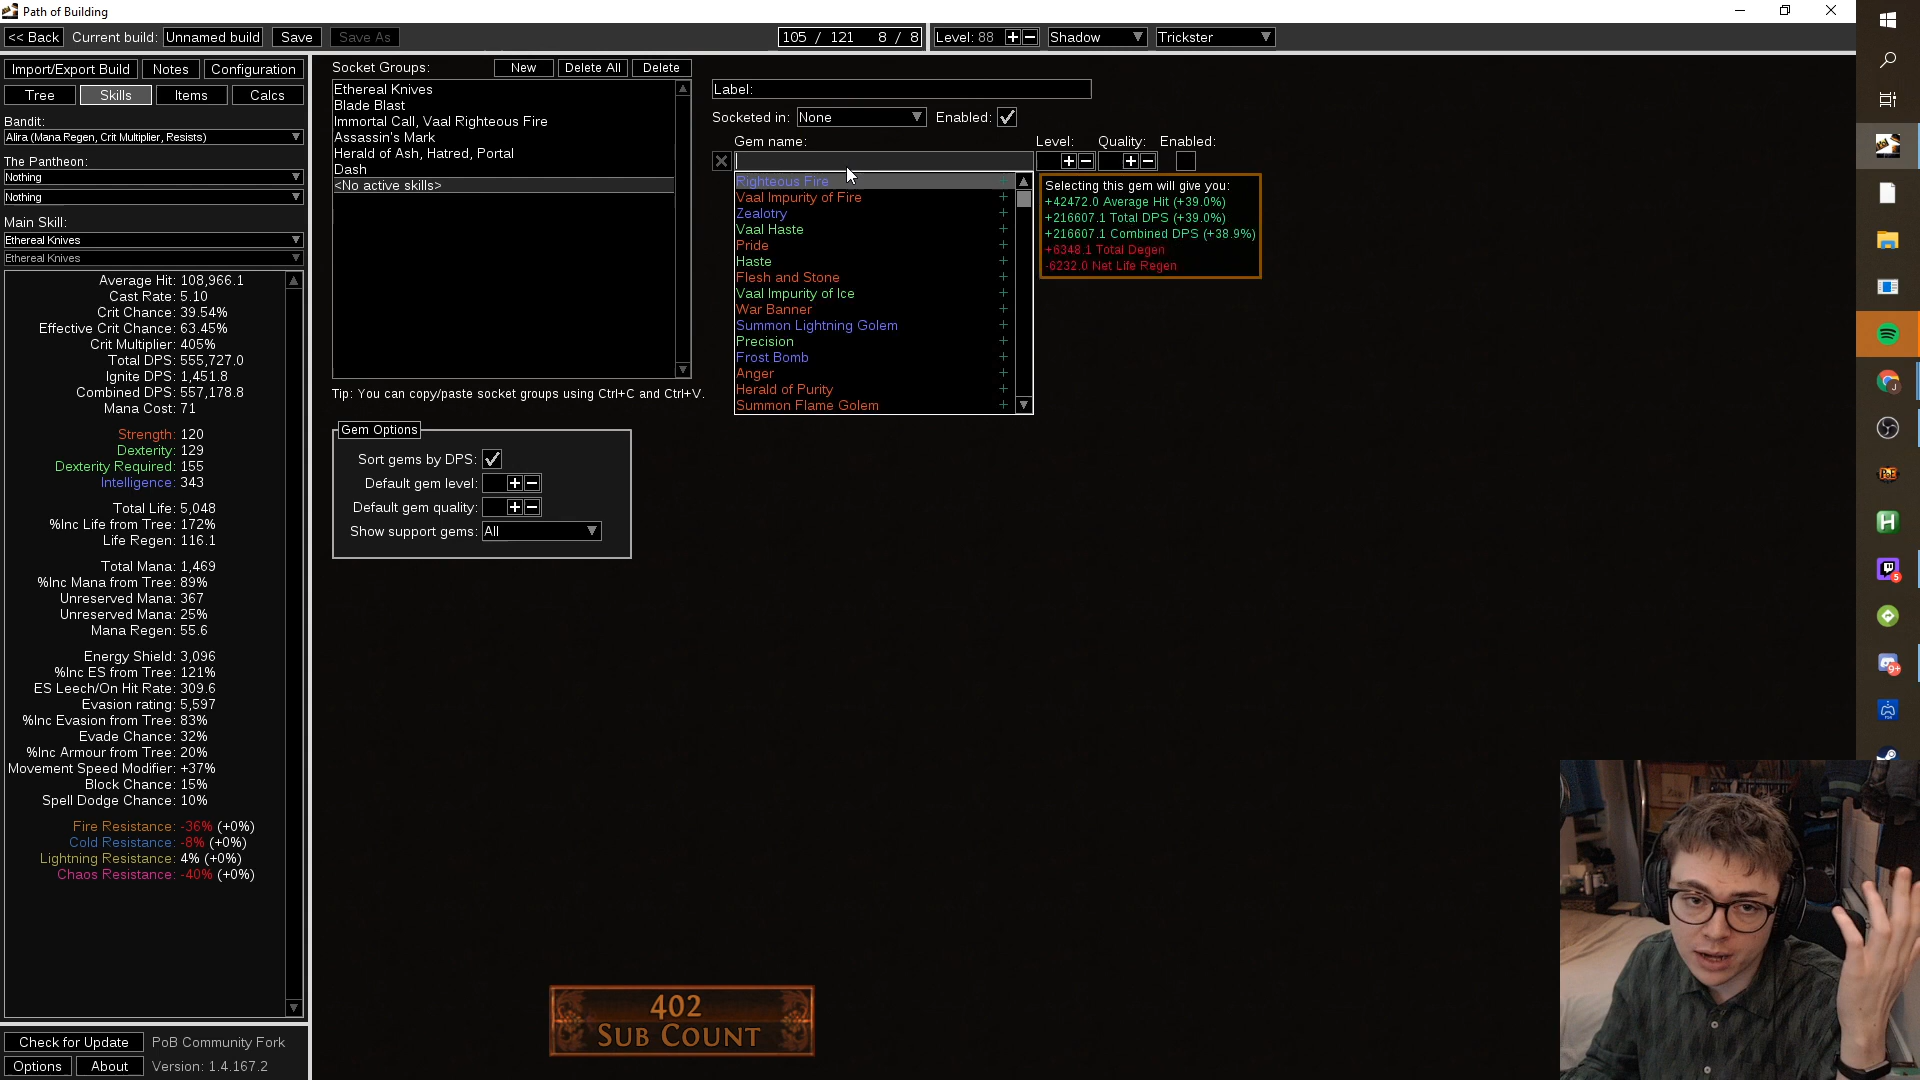 Path of Building
<< Back
Current build: Unnamed build
Save
Save As
105 / 121 8 / 8
Level: 88 + −
Shadow
Trickster
Import/Export Build
Notes
Configuration
Tree
Skills
Items
Calcs
Bandit:
Alira (Mana Regen, Crit Multiplier, Resists)
The Pantheon:
Nothing
Nothing
Main Skill:
Ethereal Knives
Ethereal Knives
Average Hit: 108,966.1
Cast Rate: 5.10
Crit Chance: 39.54%
Effective Crit Chance: 63.45%
Crit Multiplier: 405%
Total DPS: 555,727.0
Ignite DPS: 1,451.8
Combined DPS: 557,178.8
Mana Cost: 71
Strength: 120
Dexterity: 129
Dexterity Required: 155
Intelligence: 343
Total Life: 5,048
%Inc Life from Tree: 172%
Life Regen: 116.1
Total Mana: 1,469
%Inc Mana from Tree: 89%
Unreserved Mana: 367
Unreserved Mana: 25%
Mana Regen: 55.6
Energy Shield: 3,096
%Inc ES from Tree: 121%
ES Leech/On Hit Rate: 309.6
Evasion rating: 5,597
%Inc Evasion from Tree: 83%
Evade Chance: 32%
%Inc Armour from Tree: 20%
Movement Speed Modifier: +37%
Block Chance: 15%
Spell Dodge Chance: 10%
Fire Resistance: -36% (+0%)
Cold Resistance: -8% (+0%)
Lightning Resistance: 4% (+0%)
Chaos Resistance: -40% (+0%)
Check for Update
PoB Community Fork
Options
About
Version: 1.4.167.2
Socket Groups:
New
Delete All
Delete
Ethereal Knives
Blade Blast
Immortal Call, Vaal Righteous Fire
Assassin's Mark
Herald of Ash, Hatred, Portal
Dash
<No active skills>
Tip: You can copy/paste socket groups using Ctrl+C and Ctrl+V.
Gem Options
Sort gems by DPS:
Default gem level: + −
Default gem quality: + −
Show support gems: All
Label:
Socketed in: None
Enabled:
Gem name:
Level:
Quality:
Enabled:
Righteous Fire +
Vaal Impurity of Fire +
Zealotry +
Vaal Haste +
Pride +
Haste +
Flesh and Stone +
Vaal Impurity of Ice +
War Banner +
Summon Lightning Golem +
Precision +
Frost Bomb +
Anger +
Herald of Purity +
Summon Flame Golem +
Selecting this gem will give you:
+42472.0 Average Hit (+39.0%)
+216607.1 Total DPS (+39.0%)
+216607.1 Combined DPS (+38.9%)
+6348.1 Total Degen
-6232.0 Net Life Regen
402
SUB COUNT
J
PoE
H
5
9+